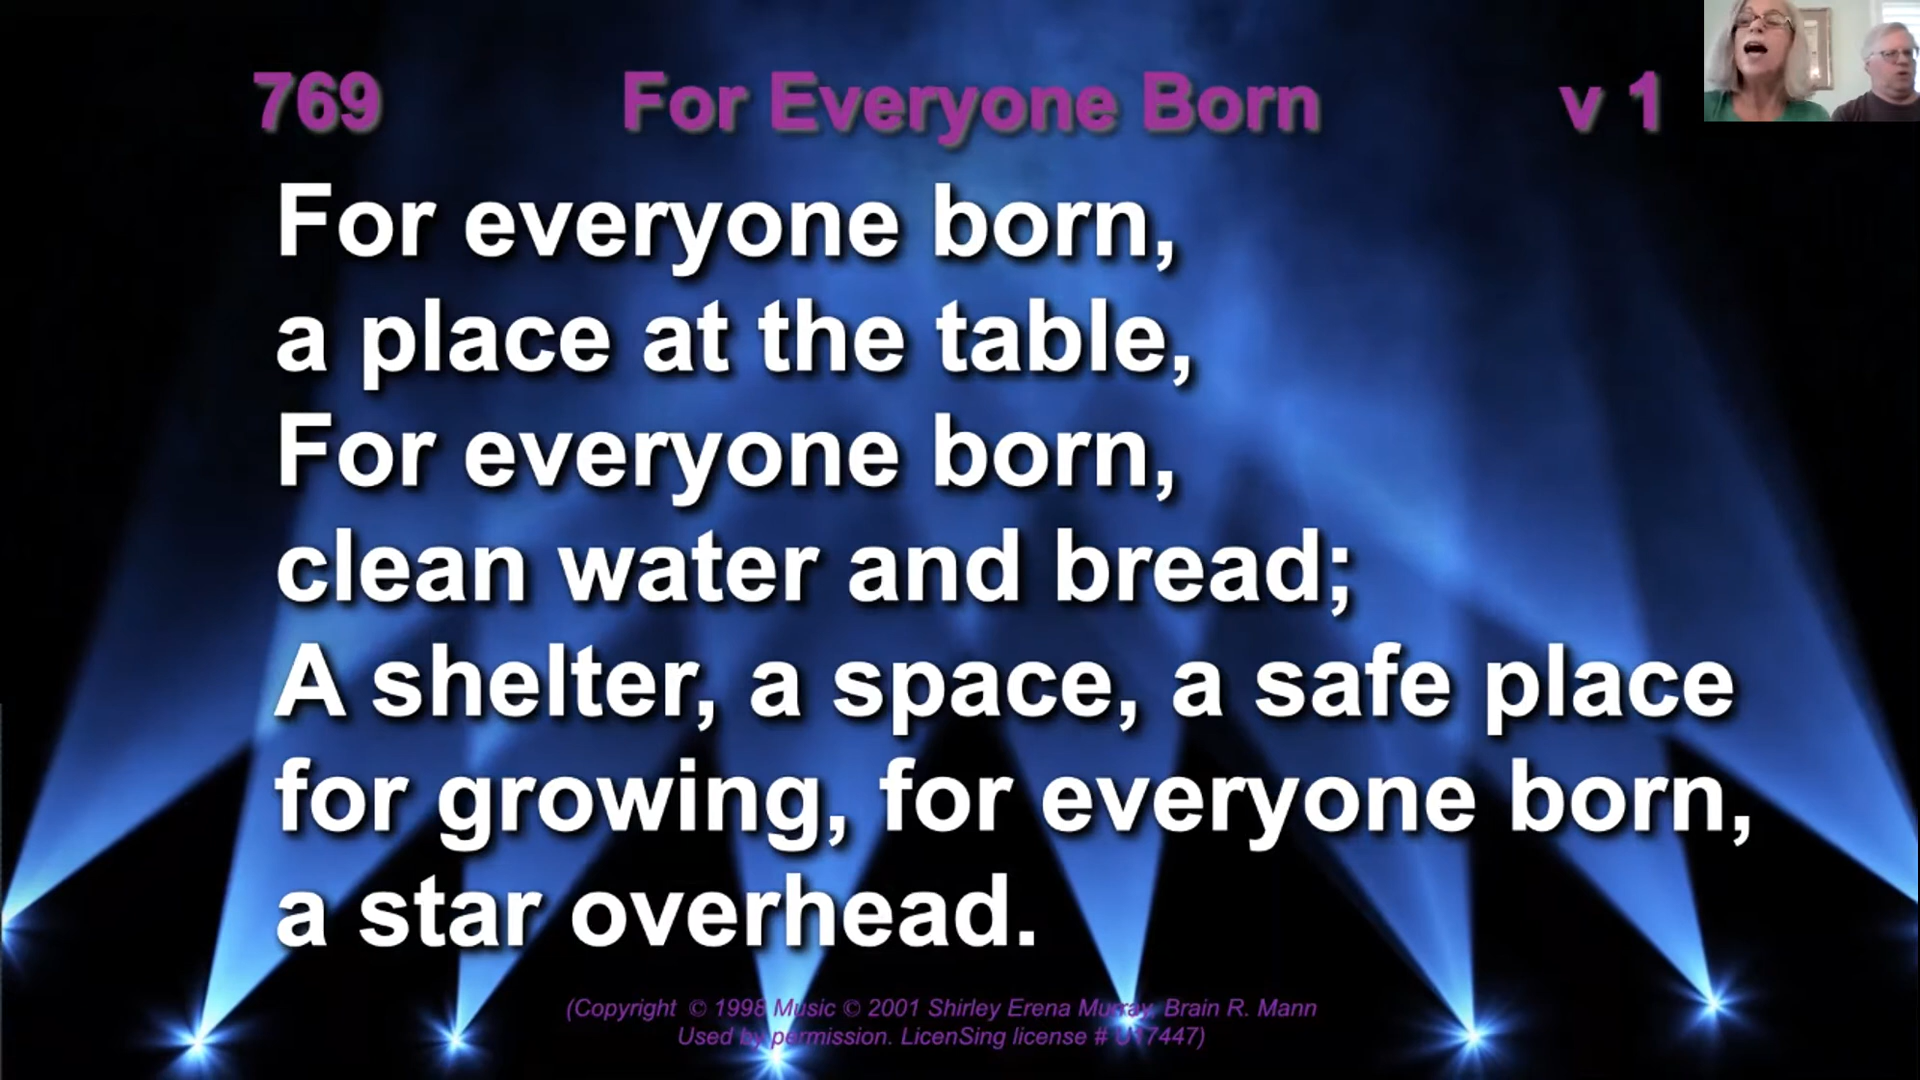 769 For Everyone Born v 1
For everyone born,
a place at the table,
For everyone born,
clean water and bread;
A shelter, a space, a safe place
for growing, for everyone born,
a star overhead.
(Copyright © 1998 Music © 2001 Shirley Erena Murray, Brain R. Mann
Used by permission. LicenSing license # U17447)